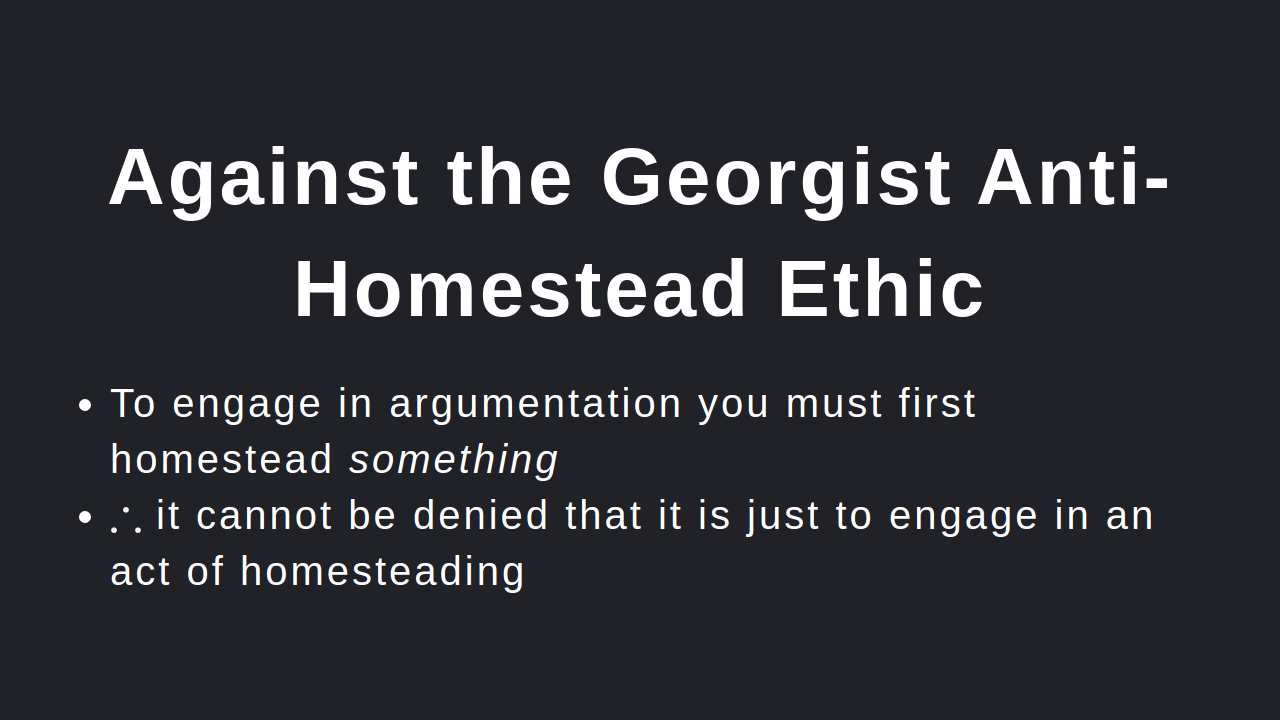 Against the Georgist Anti-
Homestead Ethic
• To engage in argumentation you must first
homestead something
• ∴ it cannot be denied that it is just to engage in an
act of homesteading